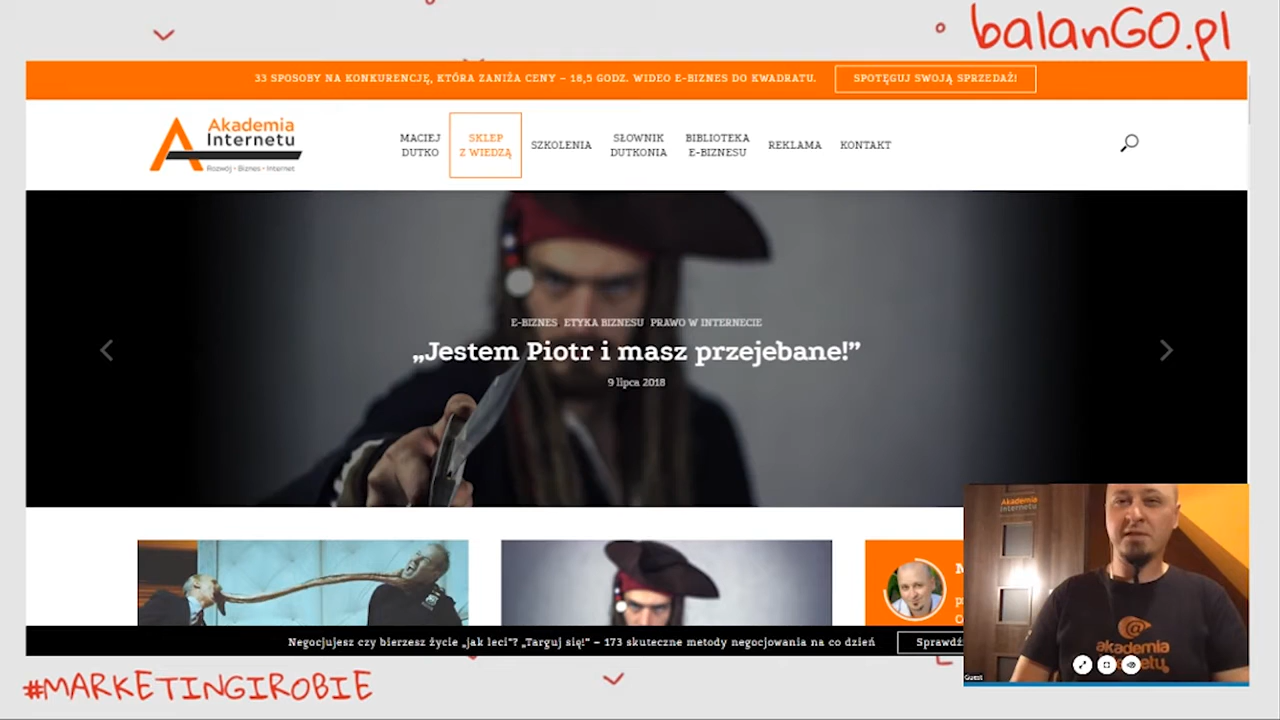 balanGO.pl
33 SPOSOBY NA KONKURENCJĘ, KTÓRA ZANIŻA CENY – 18,5 GODZ. WIDEO E-BIZNES DO KWADRATU.
SPOTĘGUJ SWOJĄ SPRZEDAŻ!
Akademia
Internetu
Rozwój • Biznes • Internet
MACIEJ
DUTKO
SKLEP
Z WIEDZĄ
SZKOLENIA
SŁOWNIK
DUTKONIA
BIBLIOTEKA
E-BIZNESU
REKLAMA
KONTAKT
E-BIZNES ETYKA BIZNESU PRAWO W INTERNECIE
„Jestem Piotr i masz przejebane!”
9 lipca 2018
Akademia
Internetu
akademia
Guest
Negocjujesz czy bierzesz życie „jak leci”? „Targuj się!” – 173 skuteczne metody negocjowania na co dzień
Sprawdź
#MARKETINGIROBIE